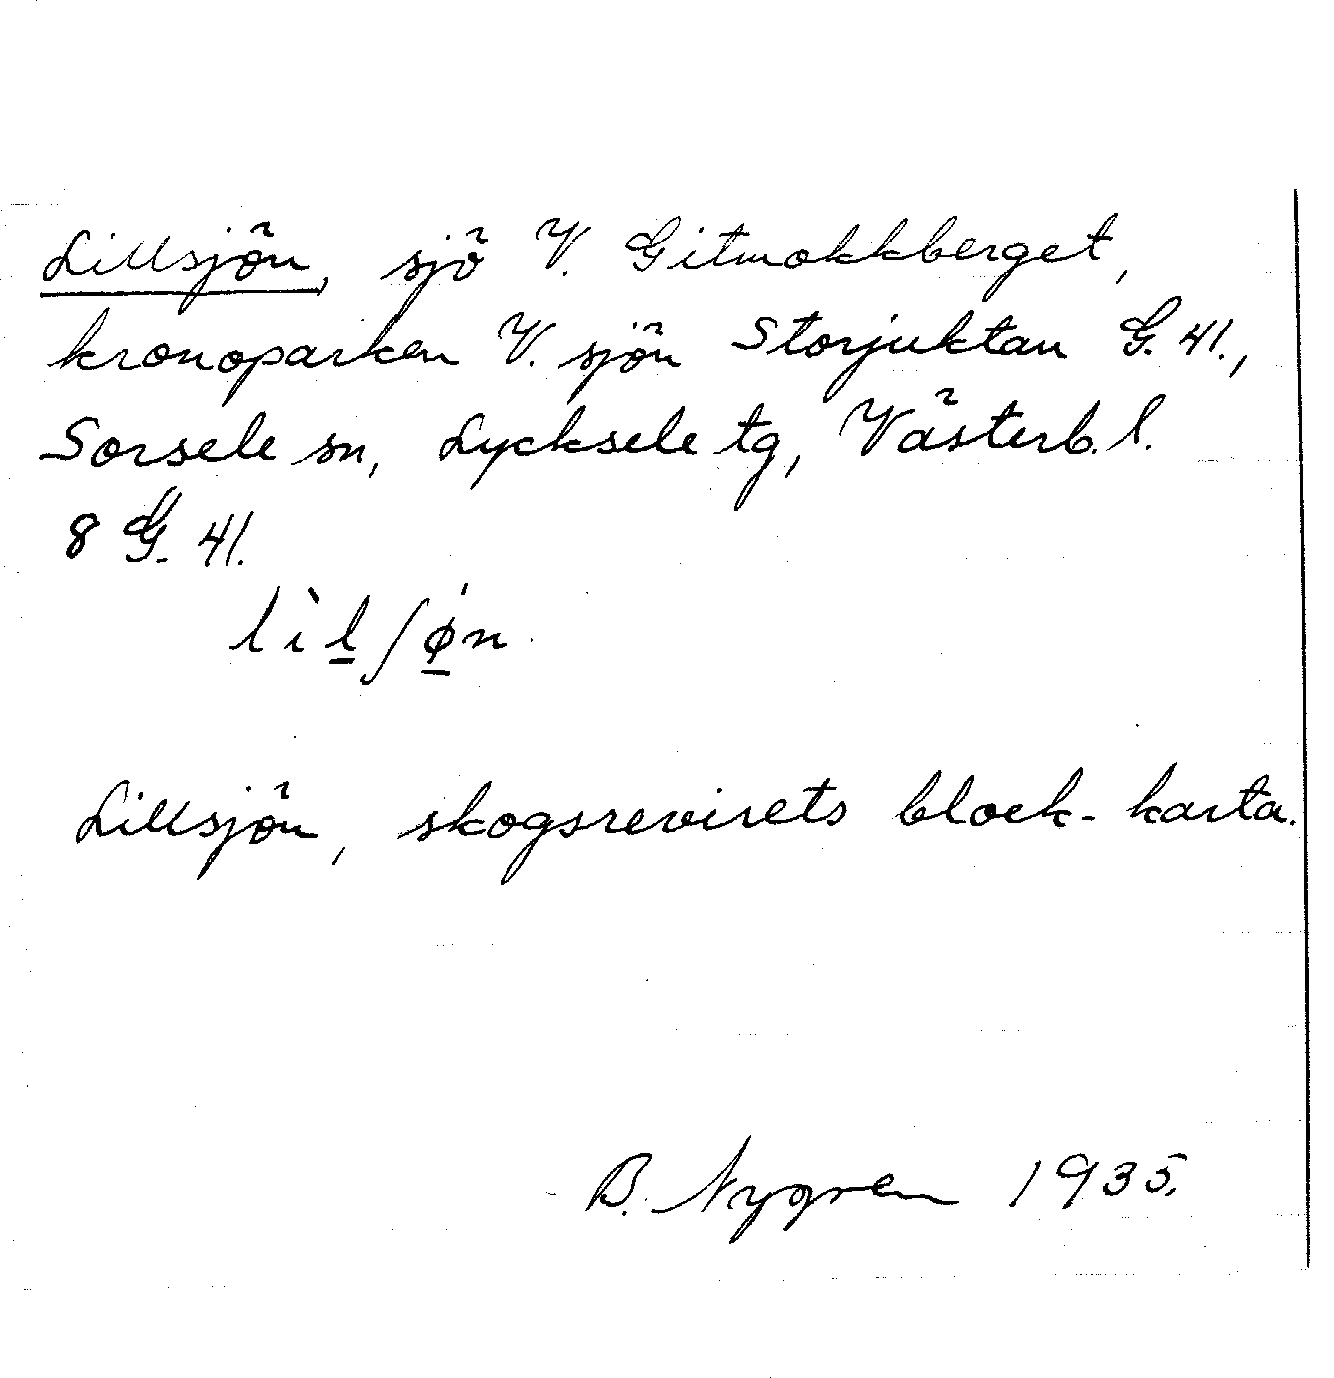 Lillsjön, sjö V. Gitmokkberget,
kronoparken V. sjön Storjuktan G. 41.,
Sorsele sn, Lycksele tg, Västerb. l.
8 G. 41.
lìlʃøn
Lillsjön, skogsrevirets block-karta.
B. Nygren 1935.